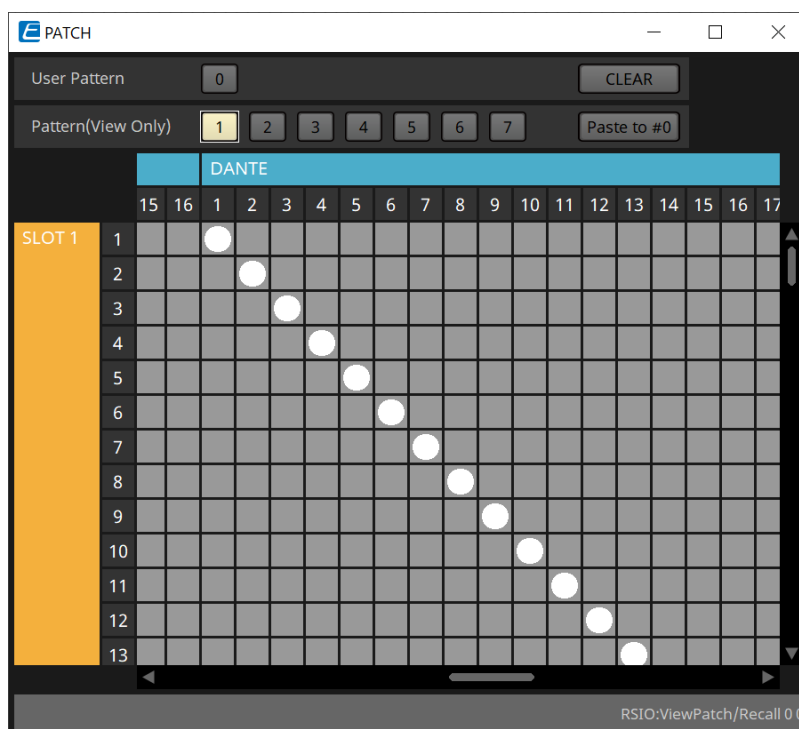 PATCH
User Pattern 0 CLEAR
Pattern(View Only) 1 2 3 4 5 6 7 Paste to #0
DANTE
15 16 1 2 3 4 5 6 7 8 9 10 11 12 13 14 15 16 17
SLOT 1 1
2
3
4
5
6
7
8
9
10
11
12
13
RSIO:ViewPatch/Recall 0